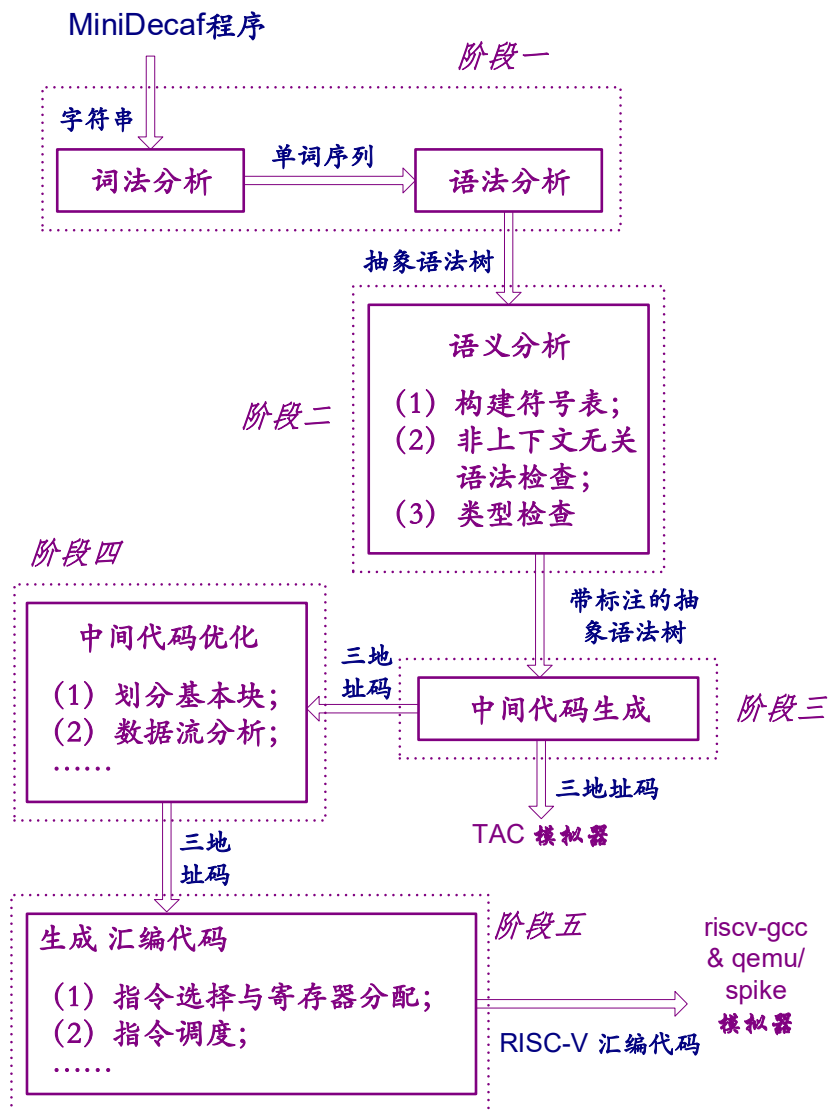 MiniDecaf程序
阶段一
字符串
单词序列
词法分析
语法分析
抽象语法树
语义分析
阶段二
(1) 构建符号表;
(2) 非上下文无关
语法检查;
(3) 类型检查
阶段四
带标注的抽
象语法树
中间代码优化
(1) 划分基本块;
(2) 数据流分析;
……
三地
址码
中间代码生成
阶段三
三地址码
TAC 模拟器
三地
址码
阶段五
生成 汇编代码
(1) 指令选择与寄存器分配;
(2) 指令调度;
……
RISC-V 汇编代码
riscv-gcc
& qemu/
spike
模拟器